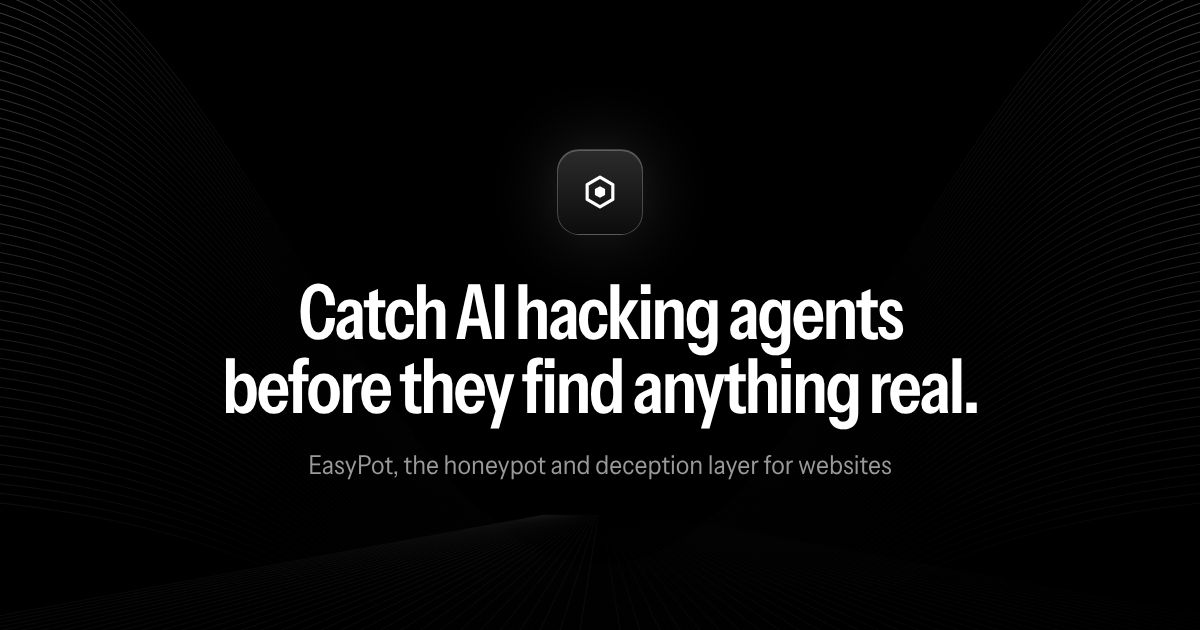 Catch AI hacking agents
before they find anything real.
EasyPot, the honeypot and deception layer for websites